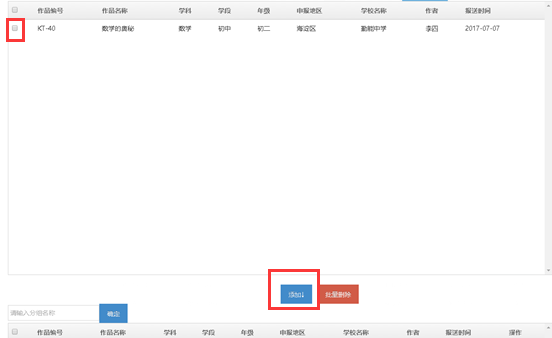 作品编号 作品名称 学科 学段 年级 申报地区 学校名称 作者 报送时间
KT-40 数学的奥秘 数学 初中 初二 海淀区 勤能中学 李四 2017-07-07
添加↓ 批量删除
请输入分组名称 确定
作品编号 作品名称 学科 学段 年级 申报地区 学校名称 作者 报送时间 操作